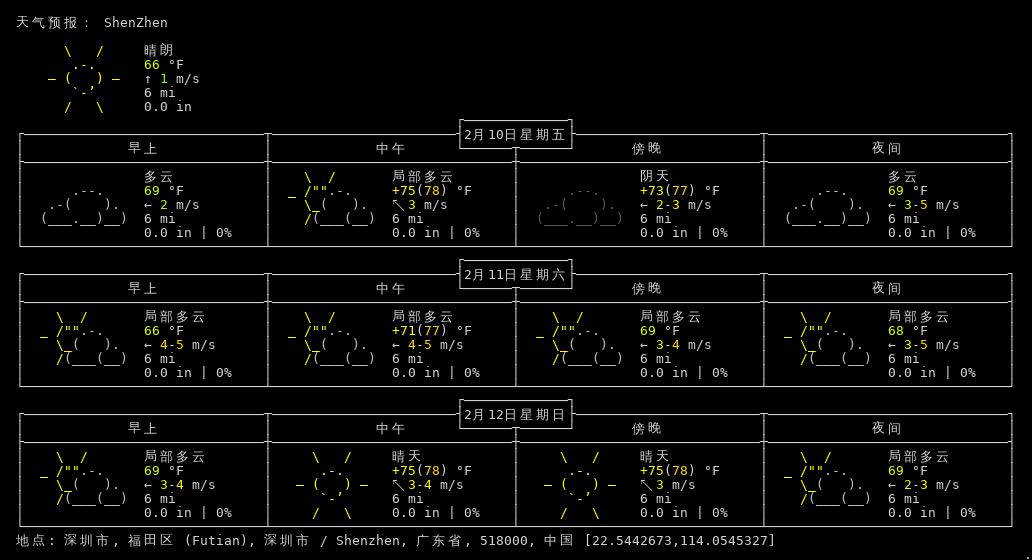 天气预报： ShenZhen
晴朗
66 °F
↑ 1 m/s
6 mi
0.0 in
2月10日星期五
早上 中午 傍晚 夜间
多云 局部多云 阴天 多云
69 °F +75(78) °F +73(77) °F 69 °F
← 2 m/s ↖ 3 m/s ← 2-3 m/s ← 3-5 m/s
6 mi 6 mi 6 mi 6 mi
0.0 in | 0% 0.0 in | 0% 0.0 in | 0% 0.0 in | 0%
2月11日星期六
早上 中午 傍晚 夜间
局部多云 局部多云 局部多云 局部多云
66 °F +71(77) °F 69 °F 68 °F
← 4-5 m/s ← 4-5 m/s ← 3-4 m/s ← 3-5 m/s
6 mi 6 mi 6 mi 6 mi
0.0 in | 0% 0.0 in | 0% 0.0 in | 0% 0.0 in | 0%
2月12日星期日
早上 中午 傍晚 夜间
局部多云 晴天 晴天 局部多云
69 °F +75(78) °F +75(78) °F 69 °F
← 3-4 m/s ↖ 3-4 m/s ↖ 3 m/s ← 2-3 m/s
6 mi 6 mi 6 mi 6 mi
0.0 in | 0% 0.0 in | 0% 0.0 in | 0% 0.0 in | 0%
地点: 深圳市, 福田区 (Futian), 深圳市 / Shenzhen, 广东省, 518000, 中国 [22.5442673,114.0545327]